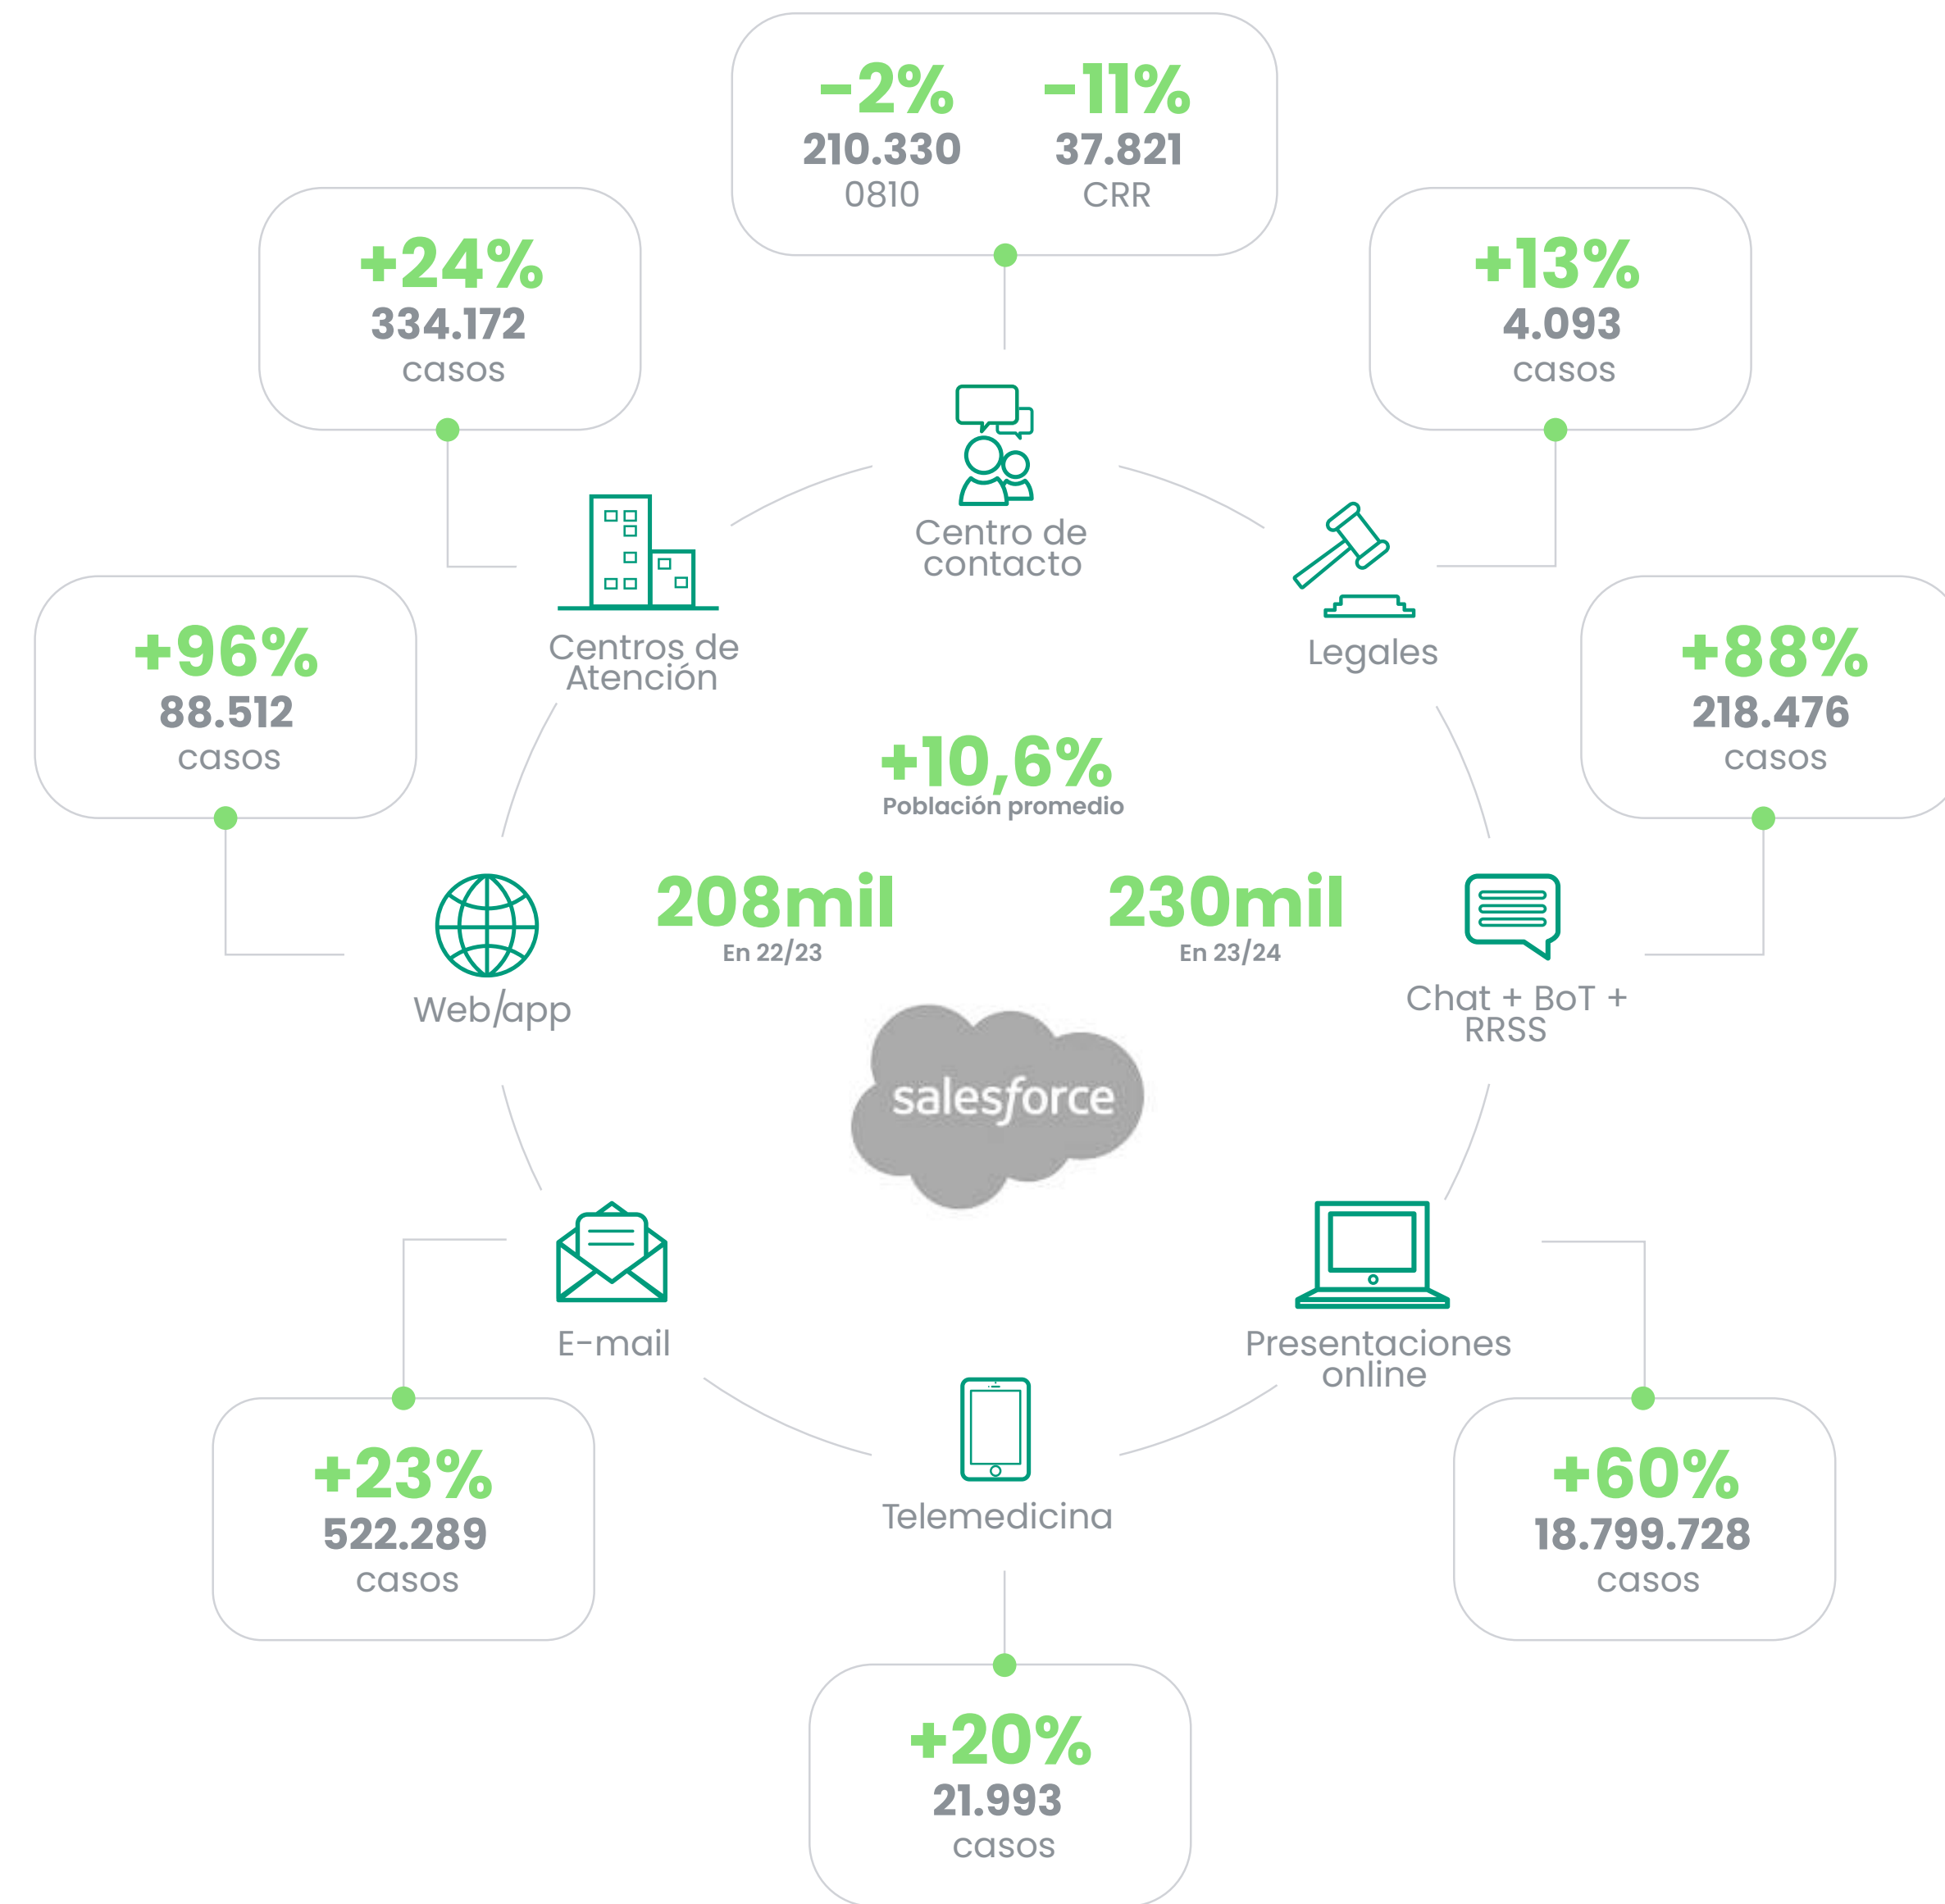 -2%
210.330
0810
-11%
37.821
CRR
+24%
334.172
casos
+13%
4.093
casos
Centro de
contacto
Centros de
Atención
Legales
+96%
88.512
casos
+88%
218.476
casos
+10,6%
Población promedio
208mil
En 22/23
230mil
En 23/24
Web/app
Chat + BoT +
RRSS
salesforce
E-mail
Presentaciones
online
Telemedicina
+23%
522.289
casos
+60%
18.799.728
casos
+20%
21.993
casos